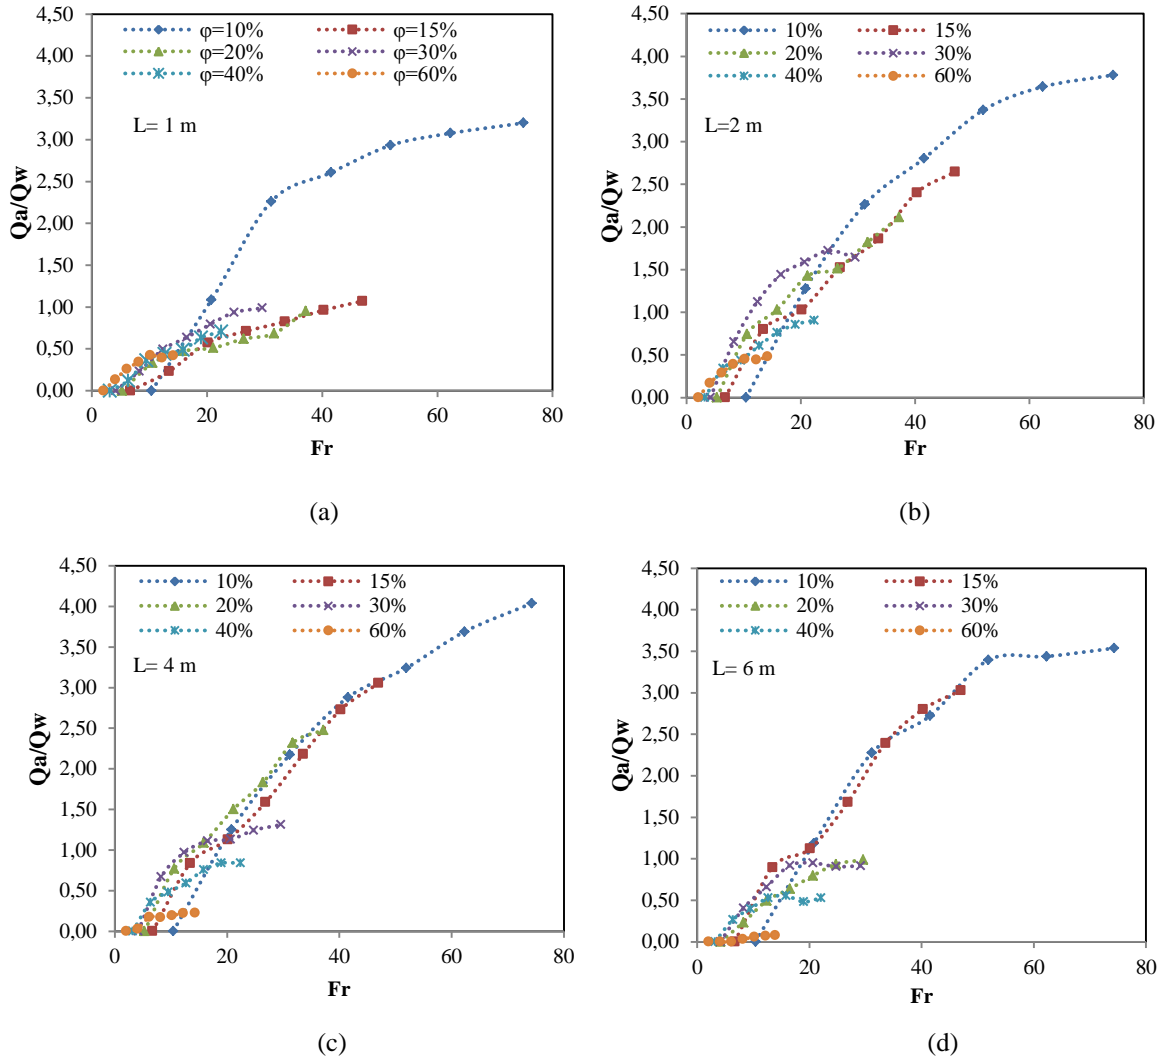 4,50
4,00
3,50
3,00
2,50
2,00
1,50
1,00
0,50
0,00
Qa/Qw
φ=10% φ=15%
φ=20% φ=30%
φ=40% φ=60%
L= 1 m
0 20 40 60 80
Fr
(a)
4,50
4,00
3,50
3,00
2,50
2,00
1,50
1,00
0,50
0,00
Qa/Qw
10% 15%
20% 30%
40% 60%
L=2 m
0 20 40 60 80
Fr
(b)
4,50
4,00
3,50
3,00
2,50
2,00
1,50
1,00
0,50
0,00
Qa/Qw
10% 15%
20% 30%
40% 60%
L= 4 m
0 20 40 60 80
Fr
(c)
4,50
4,00
3,50
3,00
2,50
2,00
1,50
1,00
0,50
0,00
Qa/Qw
10% 15%
20% 30%
40% 60%
L= 6 m
0 20 40 60 80
Fr
(d)